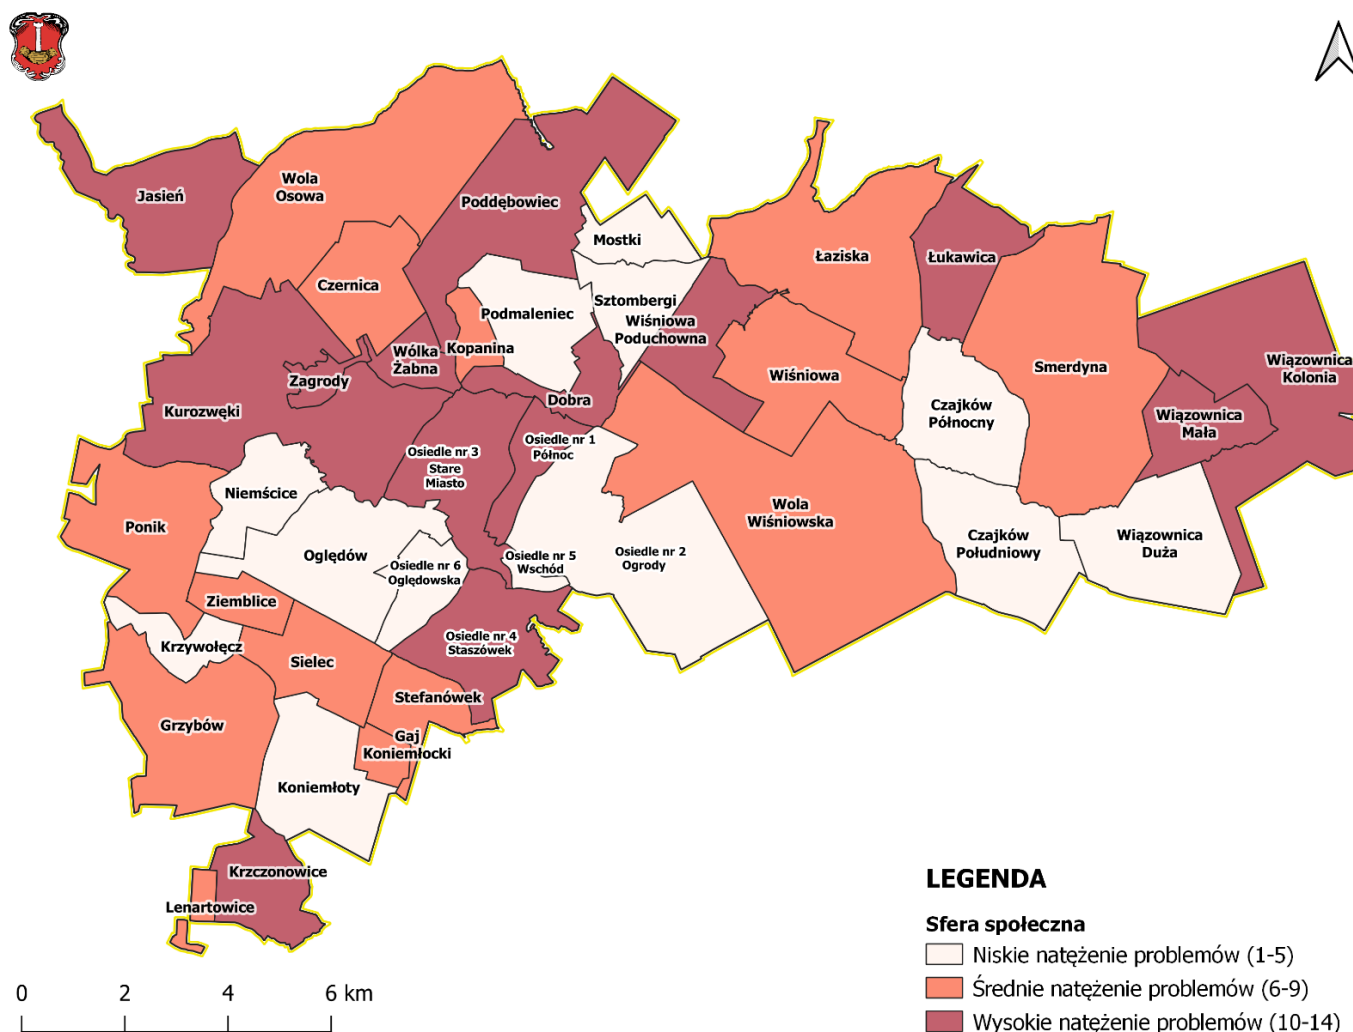 Jasień
Wola
Osowa
Poddębowiec
Mostki
Łaziska
Łukawica
Czernica
Sztombergi
Podmaleniec
Wiśniowa
Poduchowna
Kopanina
Wólka
Żabna
Zagrody
Kurozwęki
Dobra
Wiśniowa
Smerdyna
Wiązownica
Kolonia
Czajków
Północny
Wiązownica
Mała
Osiedle nr 3
Stare
Miasto
Osiedle nr 1
Północ
Niemścice
Ponik
Wola
Wiśniowska
Czajków
Południowy
Wiązownica
Duża
Oględów
Osiedle nr 6
Oględowska
Osiedle nr 5
Wschód
Osiedle nr 2
Ogrody
Ziemblice
Krzywołęcz
Sielec
Osiedle nr 4
Staszówek
Stefanówek
Grzybów
Gaj
Koniemłocki
Koniemłoty
Krzczonowice
Lenartowice
0 2 4 6 km
LEGENDA
Sfera społeczna
Niskie natężenie problemów (1-5)
Średnie natężenie problemów (6-9)
Wysokie natężenie problemów (10-14)